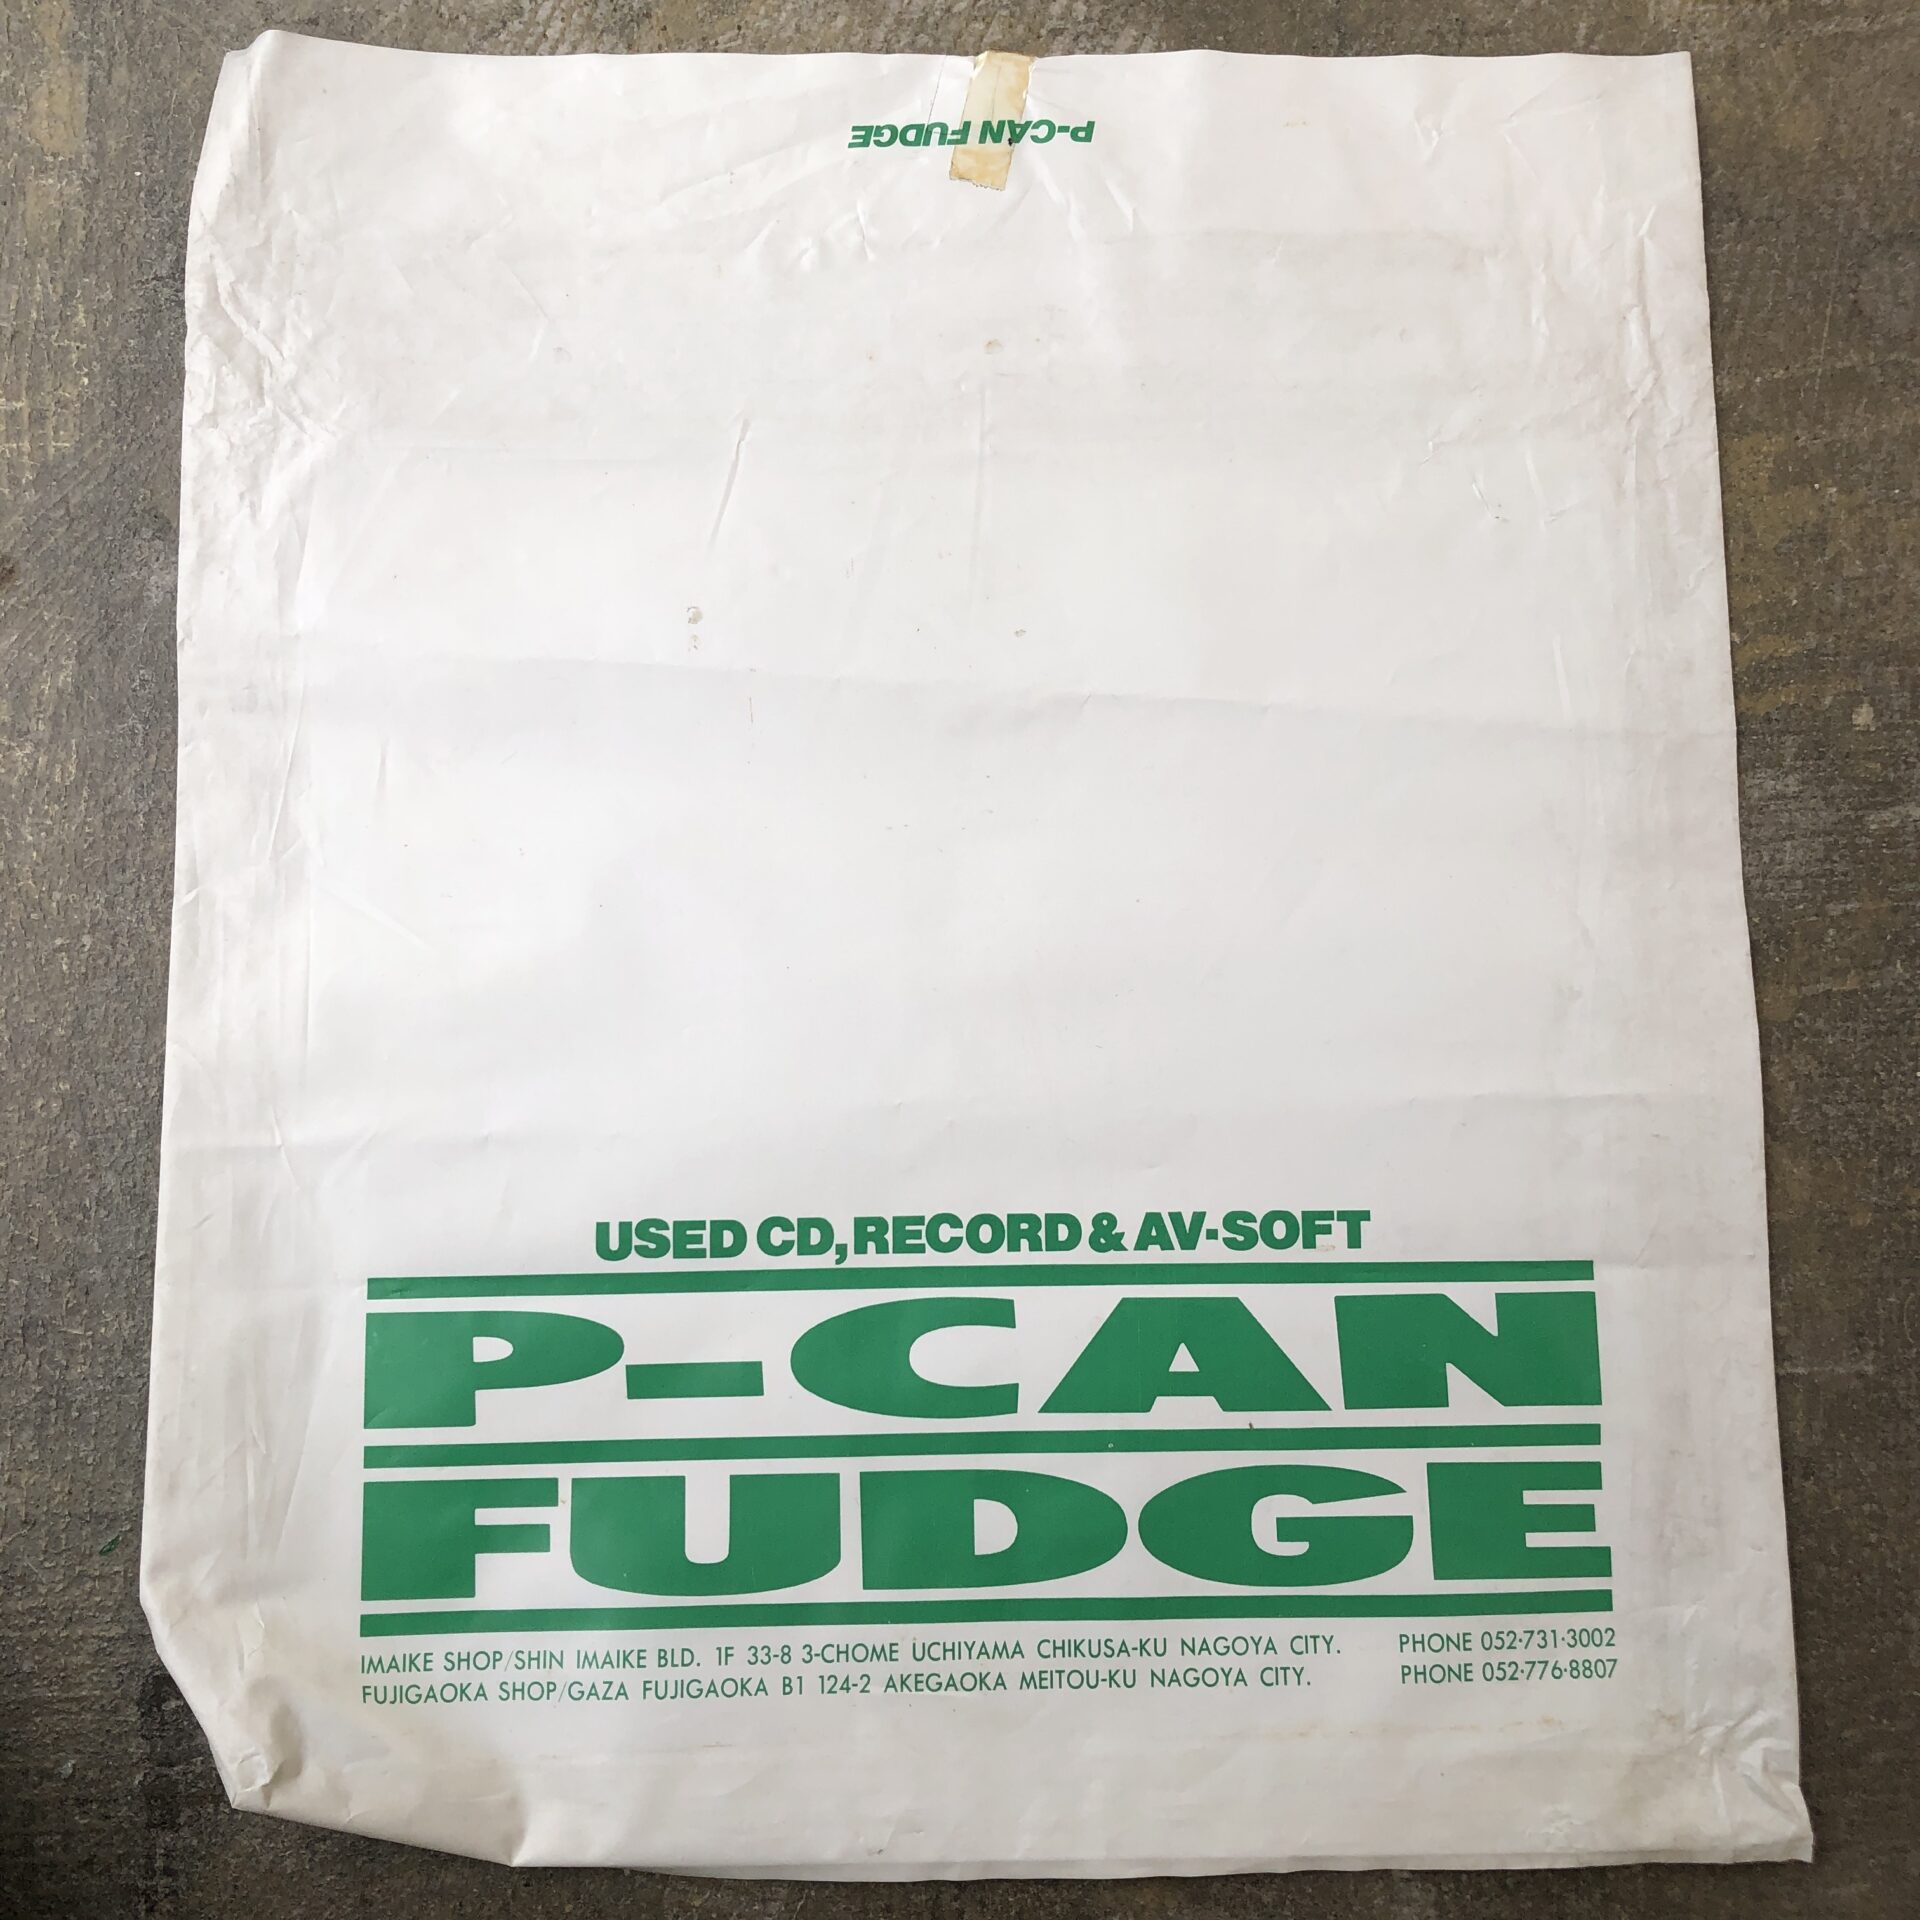 P-CAN FUDGE
USED CD, RECORD & AV·SOFT
P-CAN
FUDGE
IMAIKE SHOP/SHIN IMAIKE BLD. 1F 33-8 3-CHOME UCHIYAMA CHIKUSA-KU NAGOYA CITY. PHONE 052·731·3002
FUJIGAOKA SHOP/GAZA FUJIGAOKA B1 124-2 AKEGAOKA MEITOU-KU NAGOYA CITY. PHONE 052·776·8807